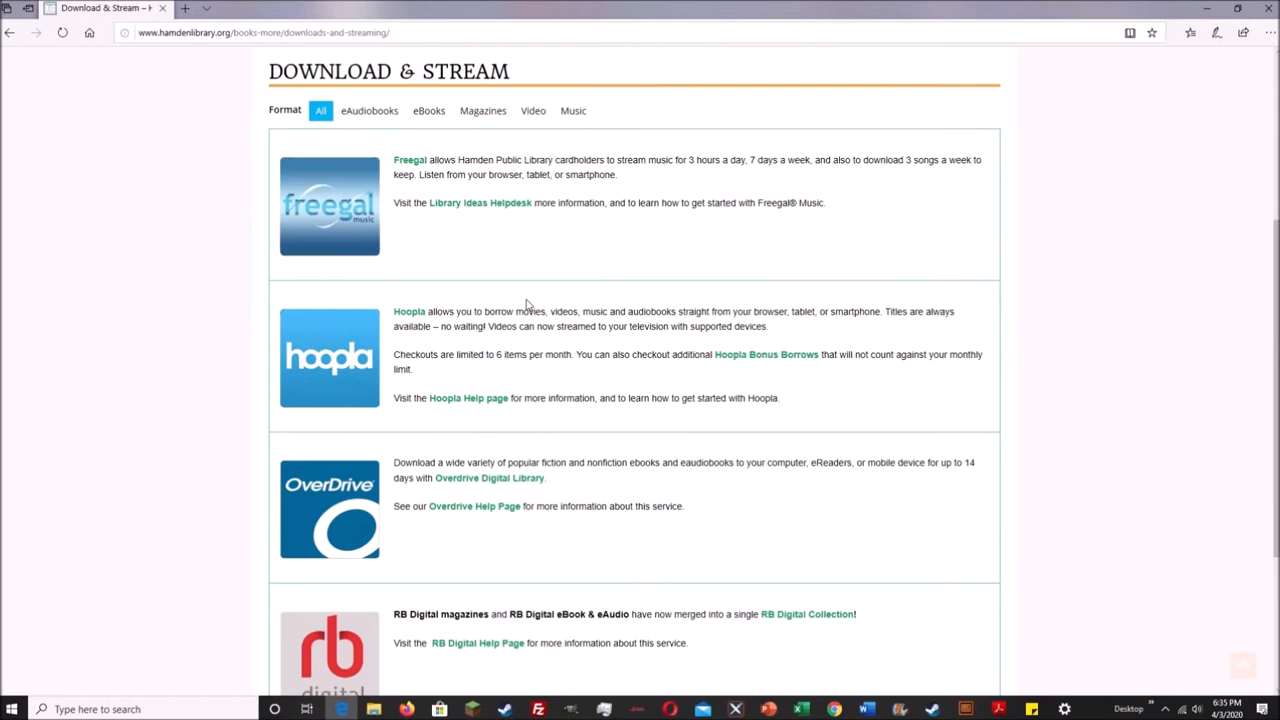 Download & Stream – H
www.hamdenlibrary.org/books-more/downloads-and-streaming/
DOWNLOAD & STREAM
Format All eAudiobooks eBooks Magazines Video Music
freegal
music
Freegal allows Hamden Public Library cardholders to stream music for 3 hours a day, 7 days a week, and also to download 3 songs a week to
keep. Listen from your browser, tablet, or smartphone.
Visit the Library Ideas Helpdesk more information, and to learn how to get started with Freegal® Music.
hoopla
Hoopla allows you to borrow movies, videos, music and audiobooks straight from your browser, tablet, or smartphone. Titles are always
available – no waiting! Videos can now streamed to your television with supported devices.
Checkouts are limited to 6 items per month. You can also checkout additional Hoopla Bonus Borrows that will not count against your monthly
limit.
Visit the Hoopla Help page for more information, and to learn how to get started with Hoopla.
OverDrive
Download a wide variety of popular fiction and nonfiction ebooks and eaudiobooks to your computer, eReaders, or mobile device for up to 14
days with Overdrive Digital Library.
See our Overdrive Help Page for more information about this service.
rb
digital
RB Digital magazines and RB Digital eBook & eAudio have now merged into a single RB Digital Collection!
Visit the RB Digital Help Page for more information about this service.
Type here to search
Desktop
6:35 PM
4/3/2020